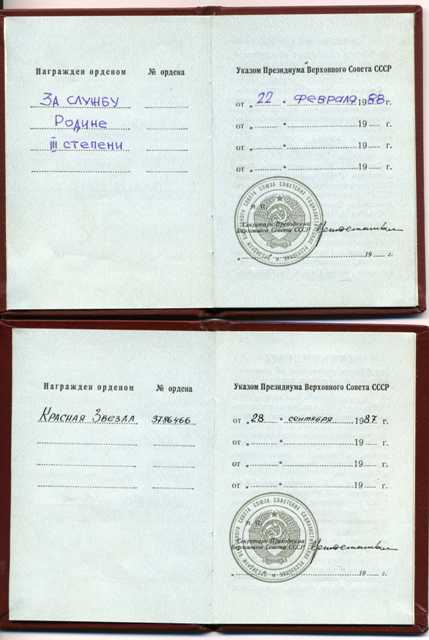 Награжден орденом № ордена
За службу
Родине
III степени
Указом Президиума Верховного Совета СССР
от „ 22 “ февраля 1988 г.
от „ “ 19 г.
от „ “ 19 г.
от „ “ 19 г.
Секретарь Президиума
Верховного Совета СССР
„ 19 г.
Награжден орденом № ордена
Красная Звезда 3786466
Указом Президиума Верховного Совета СССР
от „ 28 “ сентября 1987 г.
от „ “ 19 г.
от „ “ 19 г.
от „ “ 19 г.
Секретарь Президиума
Верховного Совета СССР
„ 19 г.